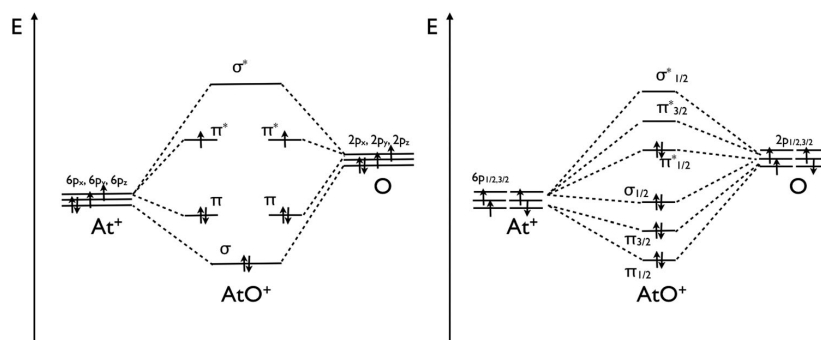 E
σ*
π* π*
6px, 6py, 6pz
2px, 2py, 2pz
At⁺
O
π π
σ
AtO⁺
E
σ*1/2
π*3/2
π*1/2
6p1/2,3/2
2p1/2,3/2
At⁺
O
σ1/2
π3/2
π1/2
AtO⁺